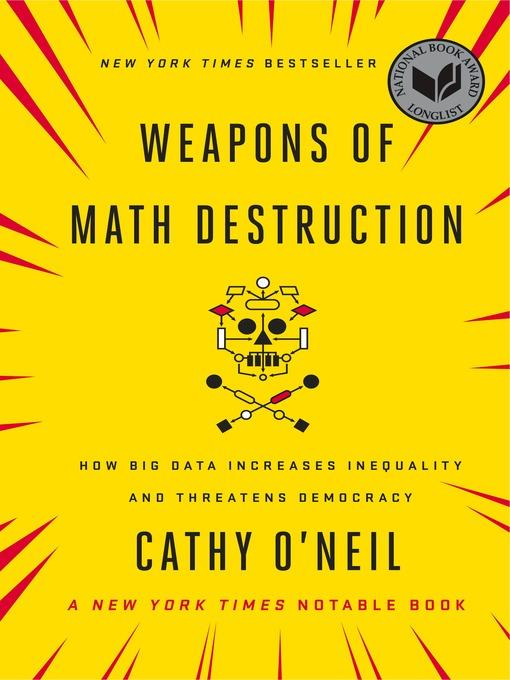 NEW YORK TIMES BESTSELLER
NATIONAL BOOK AWARD
LONGLIST
WEAPONS OF
MATH DESTRUCTION
HOW BIG DATA INCREASES INEQUALITY
AND THREATENS DEMOCRACY
CATHY O'NEIL
A NEW YORK TIMES NOTABLE BOOK